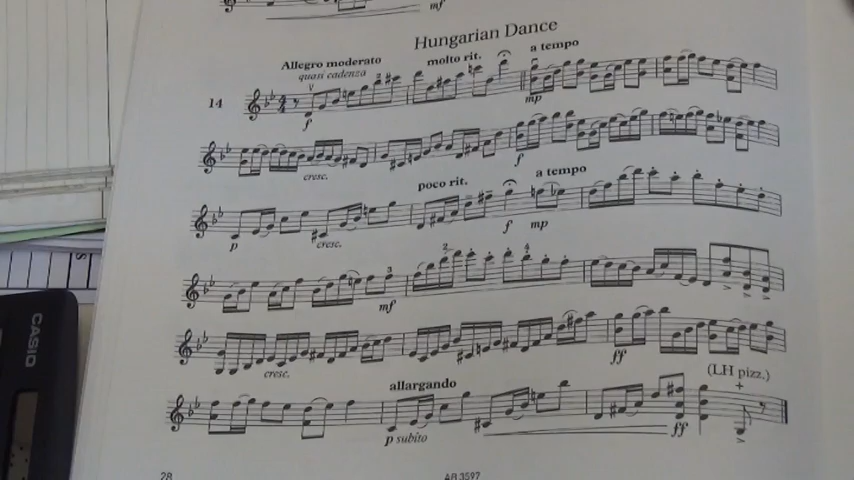 mf
Hungarian Dance
Allegro moderato
quasi cadenza
molto rit.
a tempo
14
f
mp
cresc.
f
poco rit.
a tempo
p
cresc.
f
mp
mf
cresc.
ff
(LH pizz.)
allargando
p subito
ff
28
AB 3597
CASIO